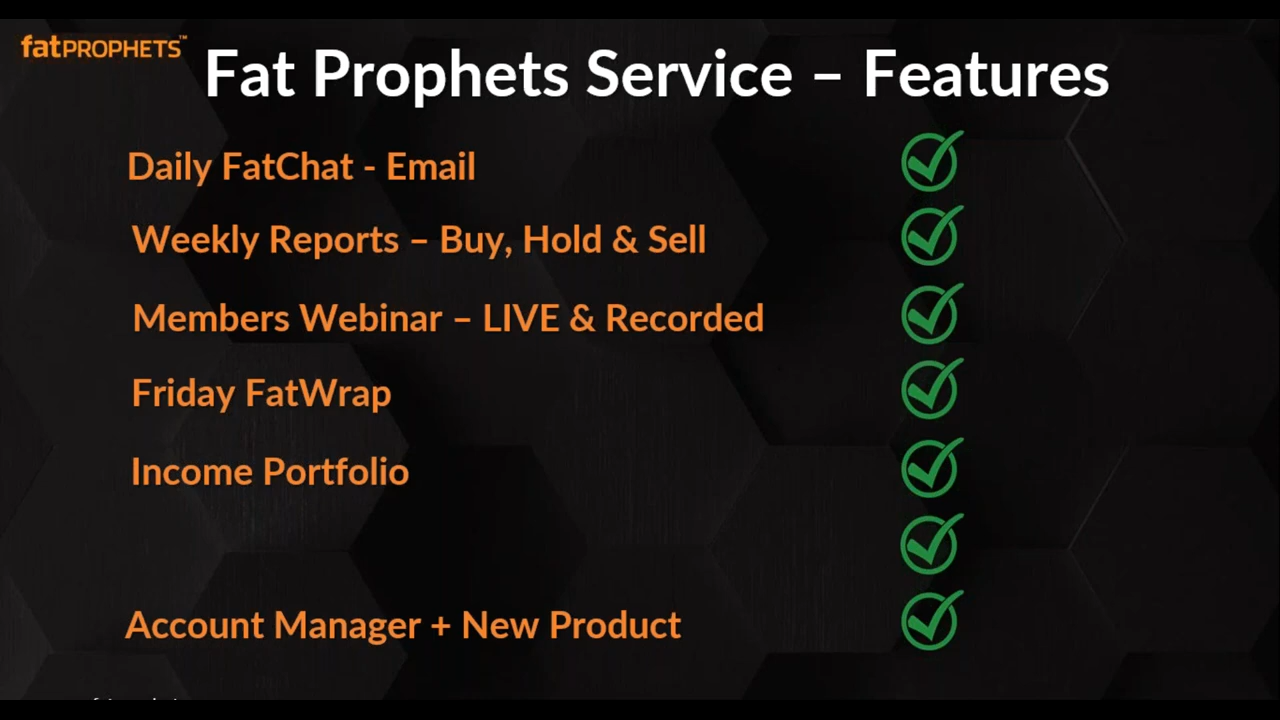 fatPROPHETS™
Fat Prophets Service – Features
Daily FatChat - Email
Weekly Reports – Buy, Hold & Sell
Members Webinar – LIVE & Recorded
Friday FatWrap
Income Portfolio
Account Manager + New Product